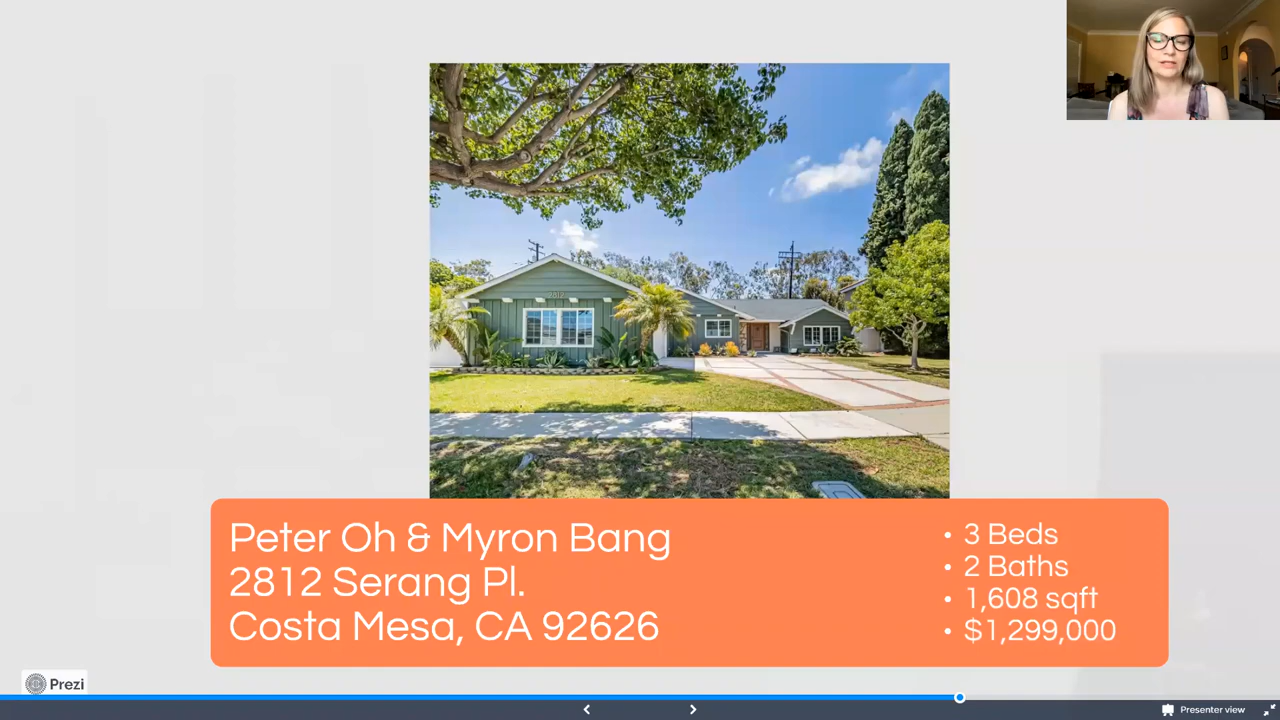 Peter Oh & Myron Bang
2812 Serang Pl.
Costa Mesa, CA 92626
• 3 Beds
• 2 Baths
• 1,608 sqft
• $1,299,000
Prezi
Presenter view